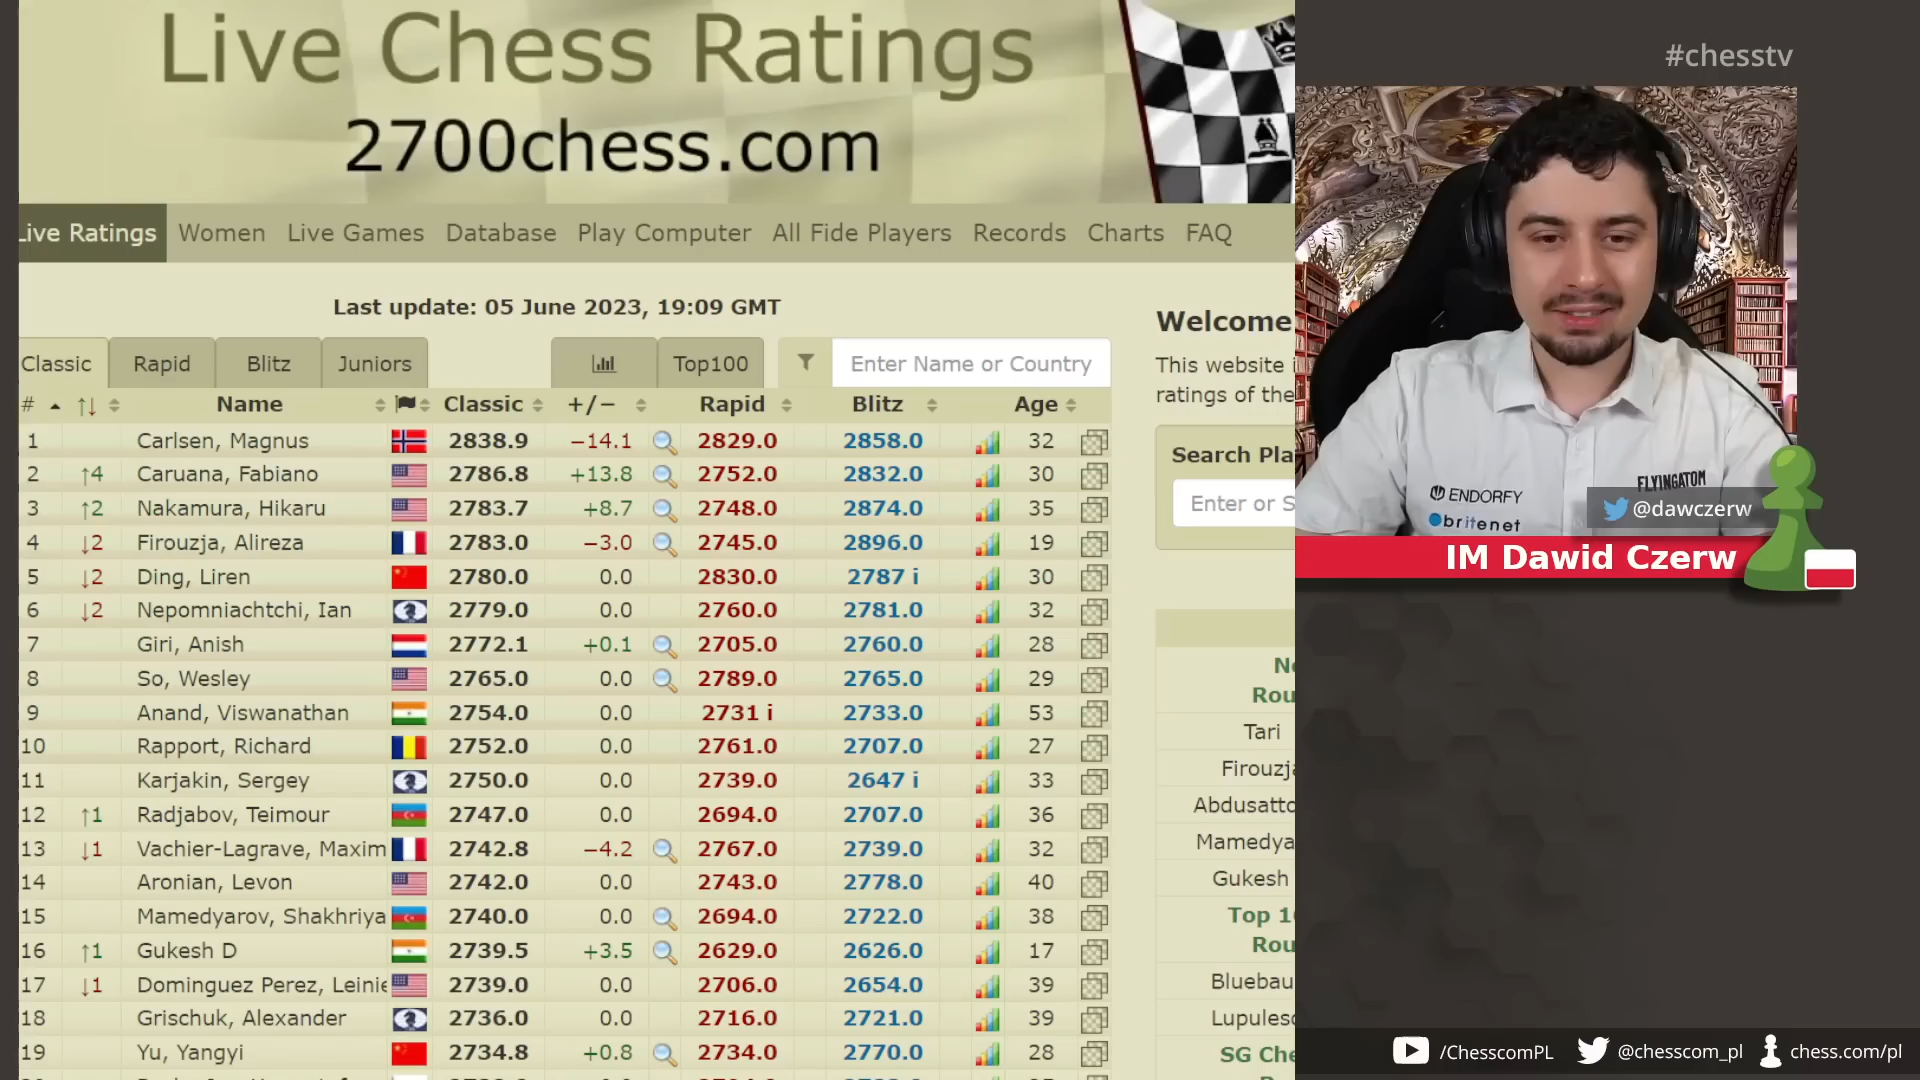 Live Chess Ratings
2700chess.com
#chesstv
Live Ratings Women Live Games Database Play Computer All Fide Players Records Charts FAQ
Last update: 05 June 2023, 19:09 GMT
Welcome
This website i
ratings of the
Search Pla
Enter or S
Classic Rapid Blitz Juniors Top100 Enter Name or Country
# ↑↓ Name Classic +/− Rapid Blitz Age
1 Carlsen, Magnus 2838.9 −14.1 2829.0 2858.0 32
2 ↑4 Caruana, Fabiano 2786.8 +13.8 2752.0 2832.0 30
3 ↑2 Nakamura, Hikaru 2783.7 +8.7 2748.0 2874.0 35
4 ↓2 Firouzja, Alireza 2783.0 −3.0 2745.0 2896.0 19
5 ↓2 Ding, Liren 2780.0 0.0 2830.0 2787 i 30
6 ↓2 Nepomniachtchi, Ian 2779.0 0.0 2760.0 2781.0 32
7 Giri, Anish 2772.1 +0.1 2705.0 2760.0 28
8 So, Wesley 2765.0 0.0 2789.0 2765.0 29
9 Anand, Viswanathan 2754.0 0.0 2731 i 2733.0 53
10 Rapport, Richard 2752.0 0.0 2761.0 2707.0 27
11 Karjakin, Sergey 2750.0 0.0 2739.0 2647 i 33
12 ↑1 Radjabov, Teimour 2747.0 0.0 2694.0 2707.0 36
13 ↓1 Vachier-Lagrave, Maxim 2742.8 −4.2 2767.0 2739.0 32
14 Aronian, Levon 2742.0 0.0 2743.0 2778.0 40
15 Mamedyarov, Shakhriya 2740.0 0.0 2694.0 2722.0 38
16 ↑1 Gukesh D 2739.5 +3.5 2629.0 2626.0 17
17 ↓1 Dominguez Perez, Leinie 2739.0 0.0 2706.0 2654.0 39
18 Grischuk, Alexander 2736.0 0.0 2716.0 2721.0 39
19 Yu, Yangyi 2734.8 +0.8 2734.0 2770.0 28
No
Rou
Tari
Firouzja
Abdusatto
Mamedya
Gukesh
Top 1
Rou
Bluebau
Lupulesc
SG Che
ENDORFY
britenet
FLYINGATOM
@dawczerw
IM Dawid Czerw
/ChesscomPL @chesscom_pl chess.com/pl